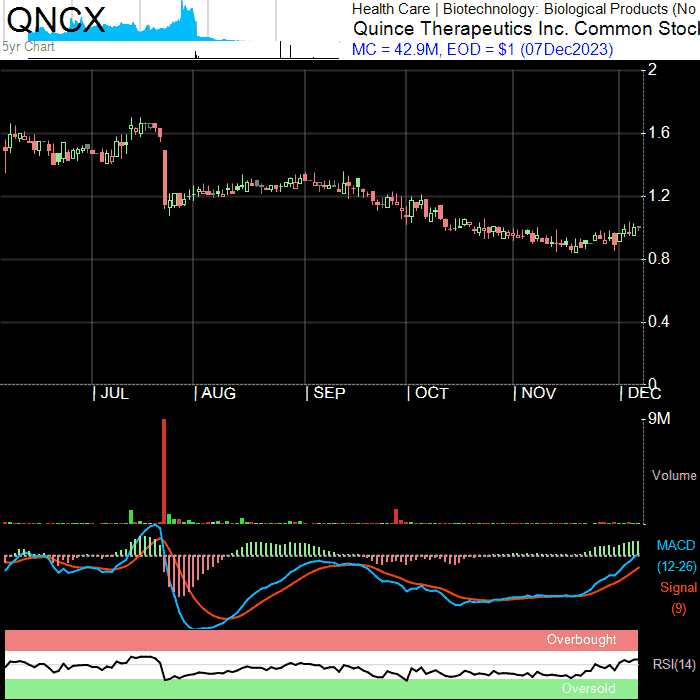 QNCX
Health Care | Biotechnology: Biological Products (No
Quince Therapeutics Inc. Common Stoc
5yr Chart
MC = 42.9M, EOD = $1 (07Dec2023)
2
1.6
1.2
0.8
0.4
0
| JUL | AUG | SEP | OCT | NOV | DEC
9M
Volume
MACD
(12-26)
Signal
(9)
Overbought
RSI(14)
Oversold